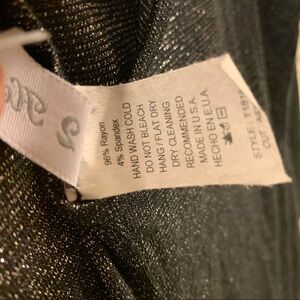 S
96% Rayon
4% Spandex
HAND WASH COLD
DO NOT BLEACH
HANG / FLAT DRY
DRY CLEANING
RECOMMENDED
MADE IN U.S.A.
HECHO EN E.U.A.
STYLE:
CUT